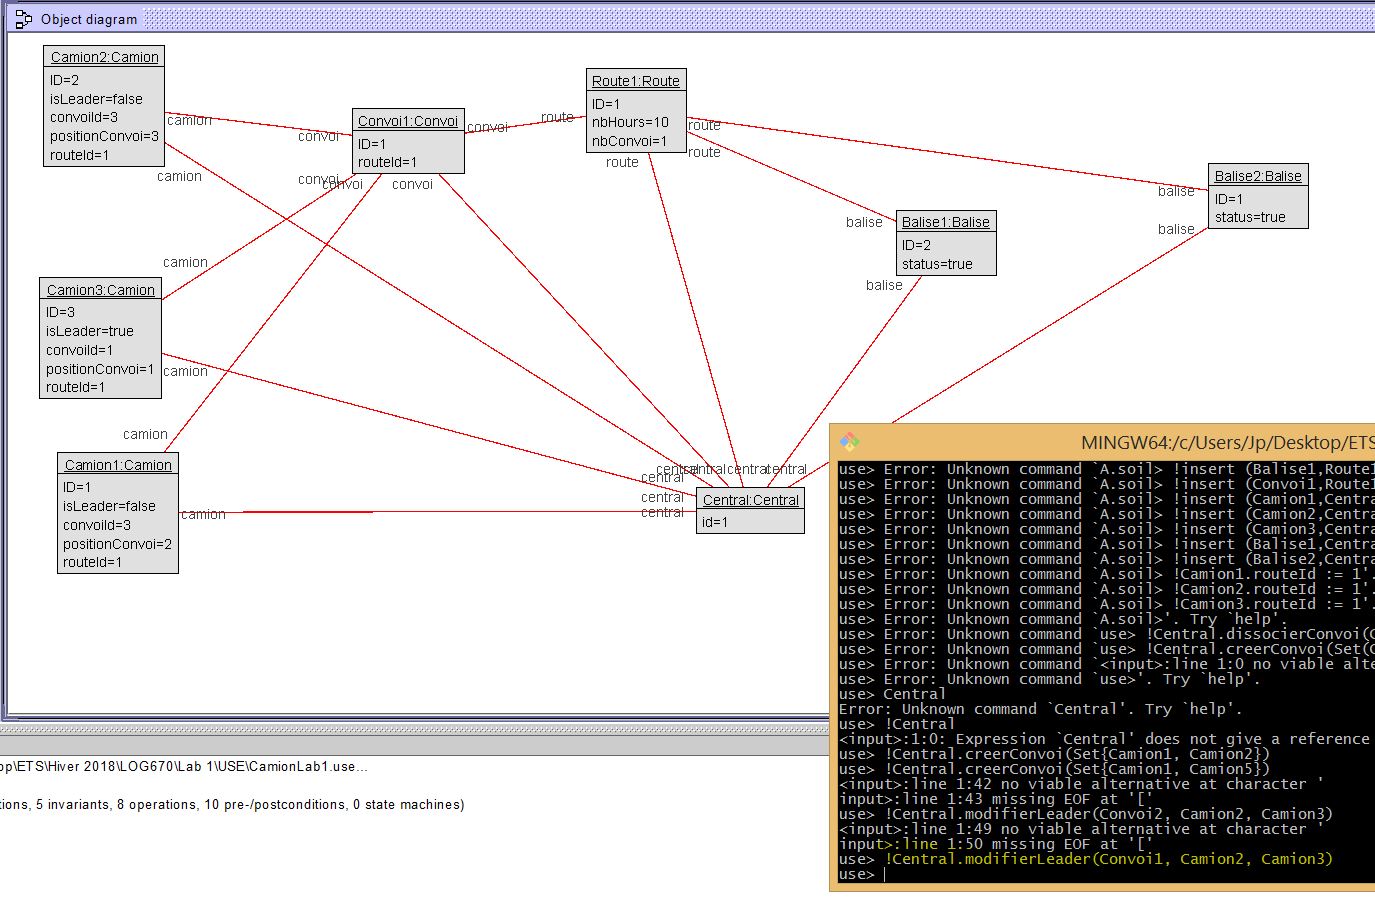 Object diagram
Camion2:Camion
ID=2
isLeader=false
convoiId=3
positionConvoi=3
routeId=1
camion
camion
Convoi1:Convoi
ID=1
routeId=1
convoi
convoi
convoi
convoi
convoi
Route1:Route
ID=1
nbHours=10
nbConvoi=1
route
route
route
route
Balise2:Balise
ID=1
status=true
balise
balise
Balise1:Balise
ID=2
status=true
balise
balise
Camion3:Camion
ID=3
isLeader=true
convoiId=1
positionConvoi=1
routeId=1
camion
camion
Camion1:Camion
ID=1
isLeader=false
convoiId=3
positionConvoi=2
routeId=1
camion
camion
central
central
central
central
central
central
central
Central:Central
id=1
op\ETS\Hiver 2018\LOG670\Lab 1\USE\CamionLab1.use...
tions, 5 invariants, 8 operations, 10 pre-/postconditions, 0 state machines)
MINGW64:/c/Users/Jp/Desktop/ETS
use> Error: Unknown command `A.soil> !insert (Balise1,Route1
use> Error: Unknown command `A.soil> !insert (Convoi1,Route1
use> Error: Unknown command `A.soil> !insert (Camion1,Centra
use> Error: Unknown command `A.soil> !insert (Camion2,Centra
use> Error: Unknown command `A.soil> !insert (Camion3,Centra
use> Error: Unknown command `A.soil> !insert (Balise1,Centra
use> Error: Unknown command `A.soil> !insert (Balise2,Centra
use> Error: Unknown command `A.soil> !Camion1.routeId := 1'.
use> Error: Unknown command `A.soil> !Camion2.routeId := 1'.
use> Error: Unknown command `A.soil> !Camion3.routeId := 1'.
use> Error: Unknown command `A.soil>'. Try `help'.
use> Error: Unknown command `use> !Central.dissocierConvoi(C
use> Error: Unknown command `use> !Central.creerConvoi(Set(C
use> Error: Unknown command `<input>:line 1:0 no viable alte
use> Error: Unknown command `use>'. Try `help'.
use> Central
Error: Unknown command `Central'. Try `help'.
use> !Central
<input>:1:0: Expression `Central' does not give a reference
use> !Central.creerConvoi(Set{Camion1, Camion2})
use> !Central.creerConvoi(Set{Camion1, Camion5})
<input>:line 1:42 no viable alternative at character '
input>:line 1:43 missing EOF at '['
use> !Central.modifierLeader(Convoi2, Camion2, Camion3)
<input>:line 1:49 no viable alternative at character '
input>:line 1:50 missing EOF at '['
use> !Central.modifierLeader(Convoi1, Camion2, Camion3)
use>